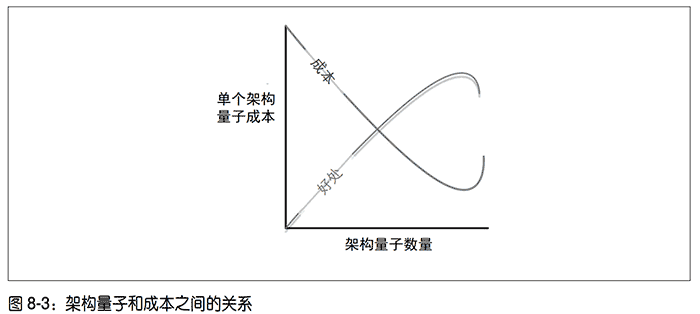 成本
单个架构
量子成本
好处
架构量子数量
图 8-3：架构量子和成本之间的关系